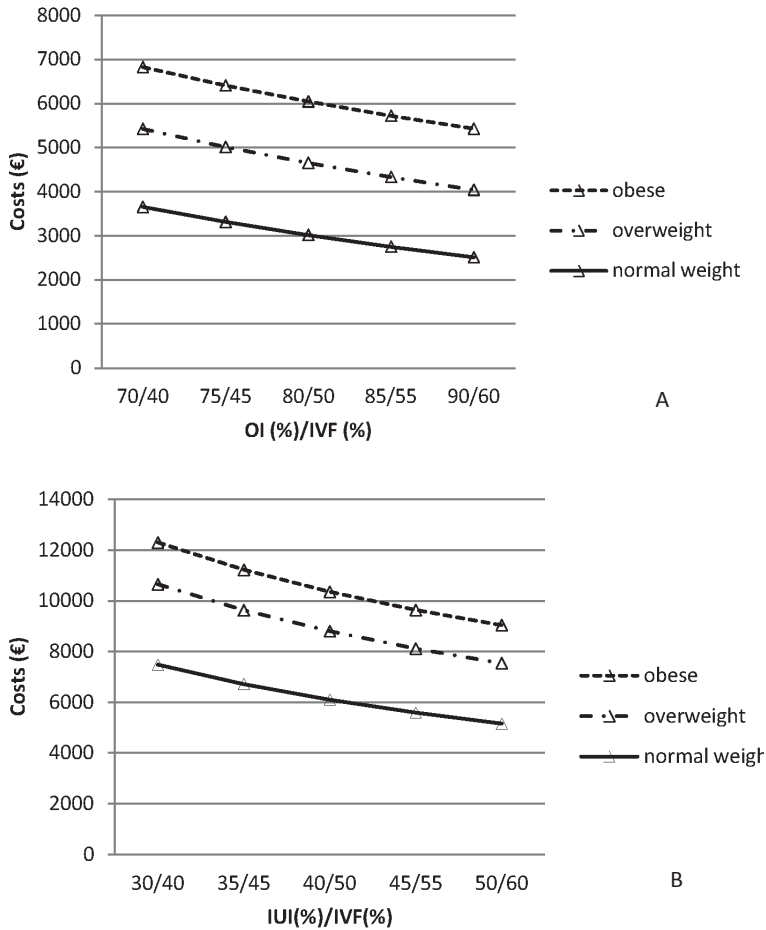 8000
7000
6000
5000
4000
3000
2000
1000
0
Costs (€)
70/40 75/45 80/50 85/55 90/60
OI (%)/IVF (%)
obese
overweight
normal weight
A
14000
12000
10000
8000
6000
4000
2000
0
Costs (€)
30/40 35/45 40/50 45/55 50/60
IUI(%)/IVF(%)
obese
overweight
normal weigh
B